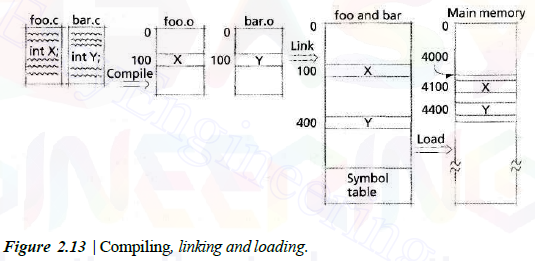 foo.c bar.c foo.o bar.o foo and bar Main memory
int X; int Y;
0 0 0 0
100 X 100 Y 100 X
Compile Link
400 Y
4000
4100 X
4400 Y
Load
Symbol
table
Figure 2.13 | Compiling, linking and loading.